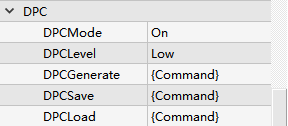 DPC
DPCMode On
DPCLevel Low
DPCGenerate {Command}
DPCSave {Command}
DPCLoad {Command}